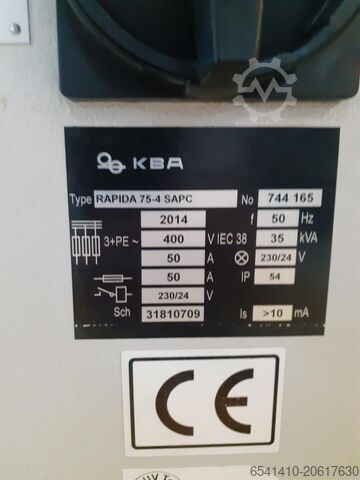 KBA
Type RAPIDA 75-4 SAPC No 744 165
2014 f 50 Hz
3+PE ~ 400 V IEC 38 35 kVA
50 A 230/24 V
50 A IP 54
230/24 V
Sch 31810709 Is >10 mA
CE
6541410-20617630